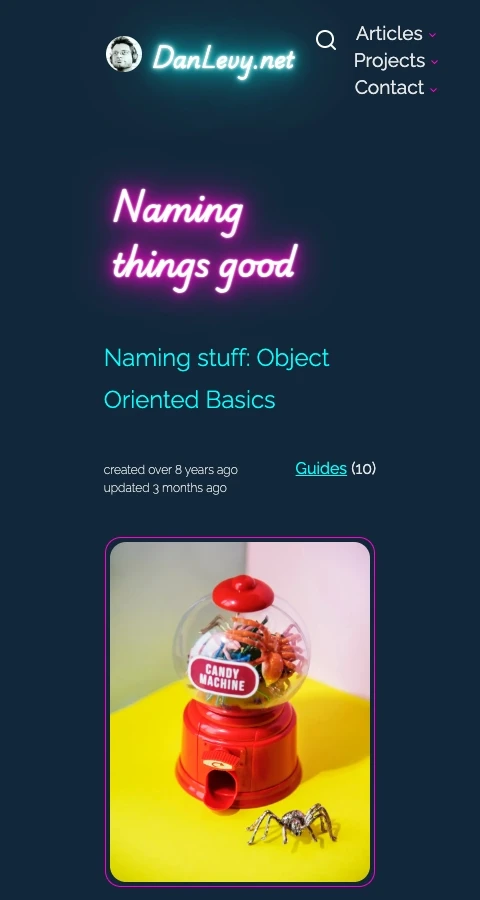 DanLevy.net
Articles
Projects
Contact
Naming
things good
Naming stuff: Object
Oriented Basics
created over 8 years ago
updated 3 months ago
Guides (10)
CANDY
MACHINE